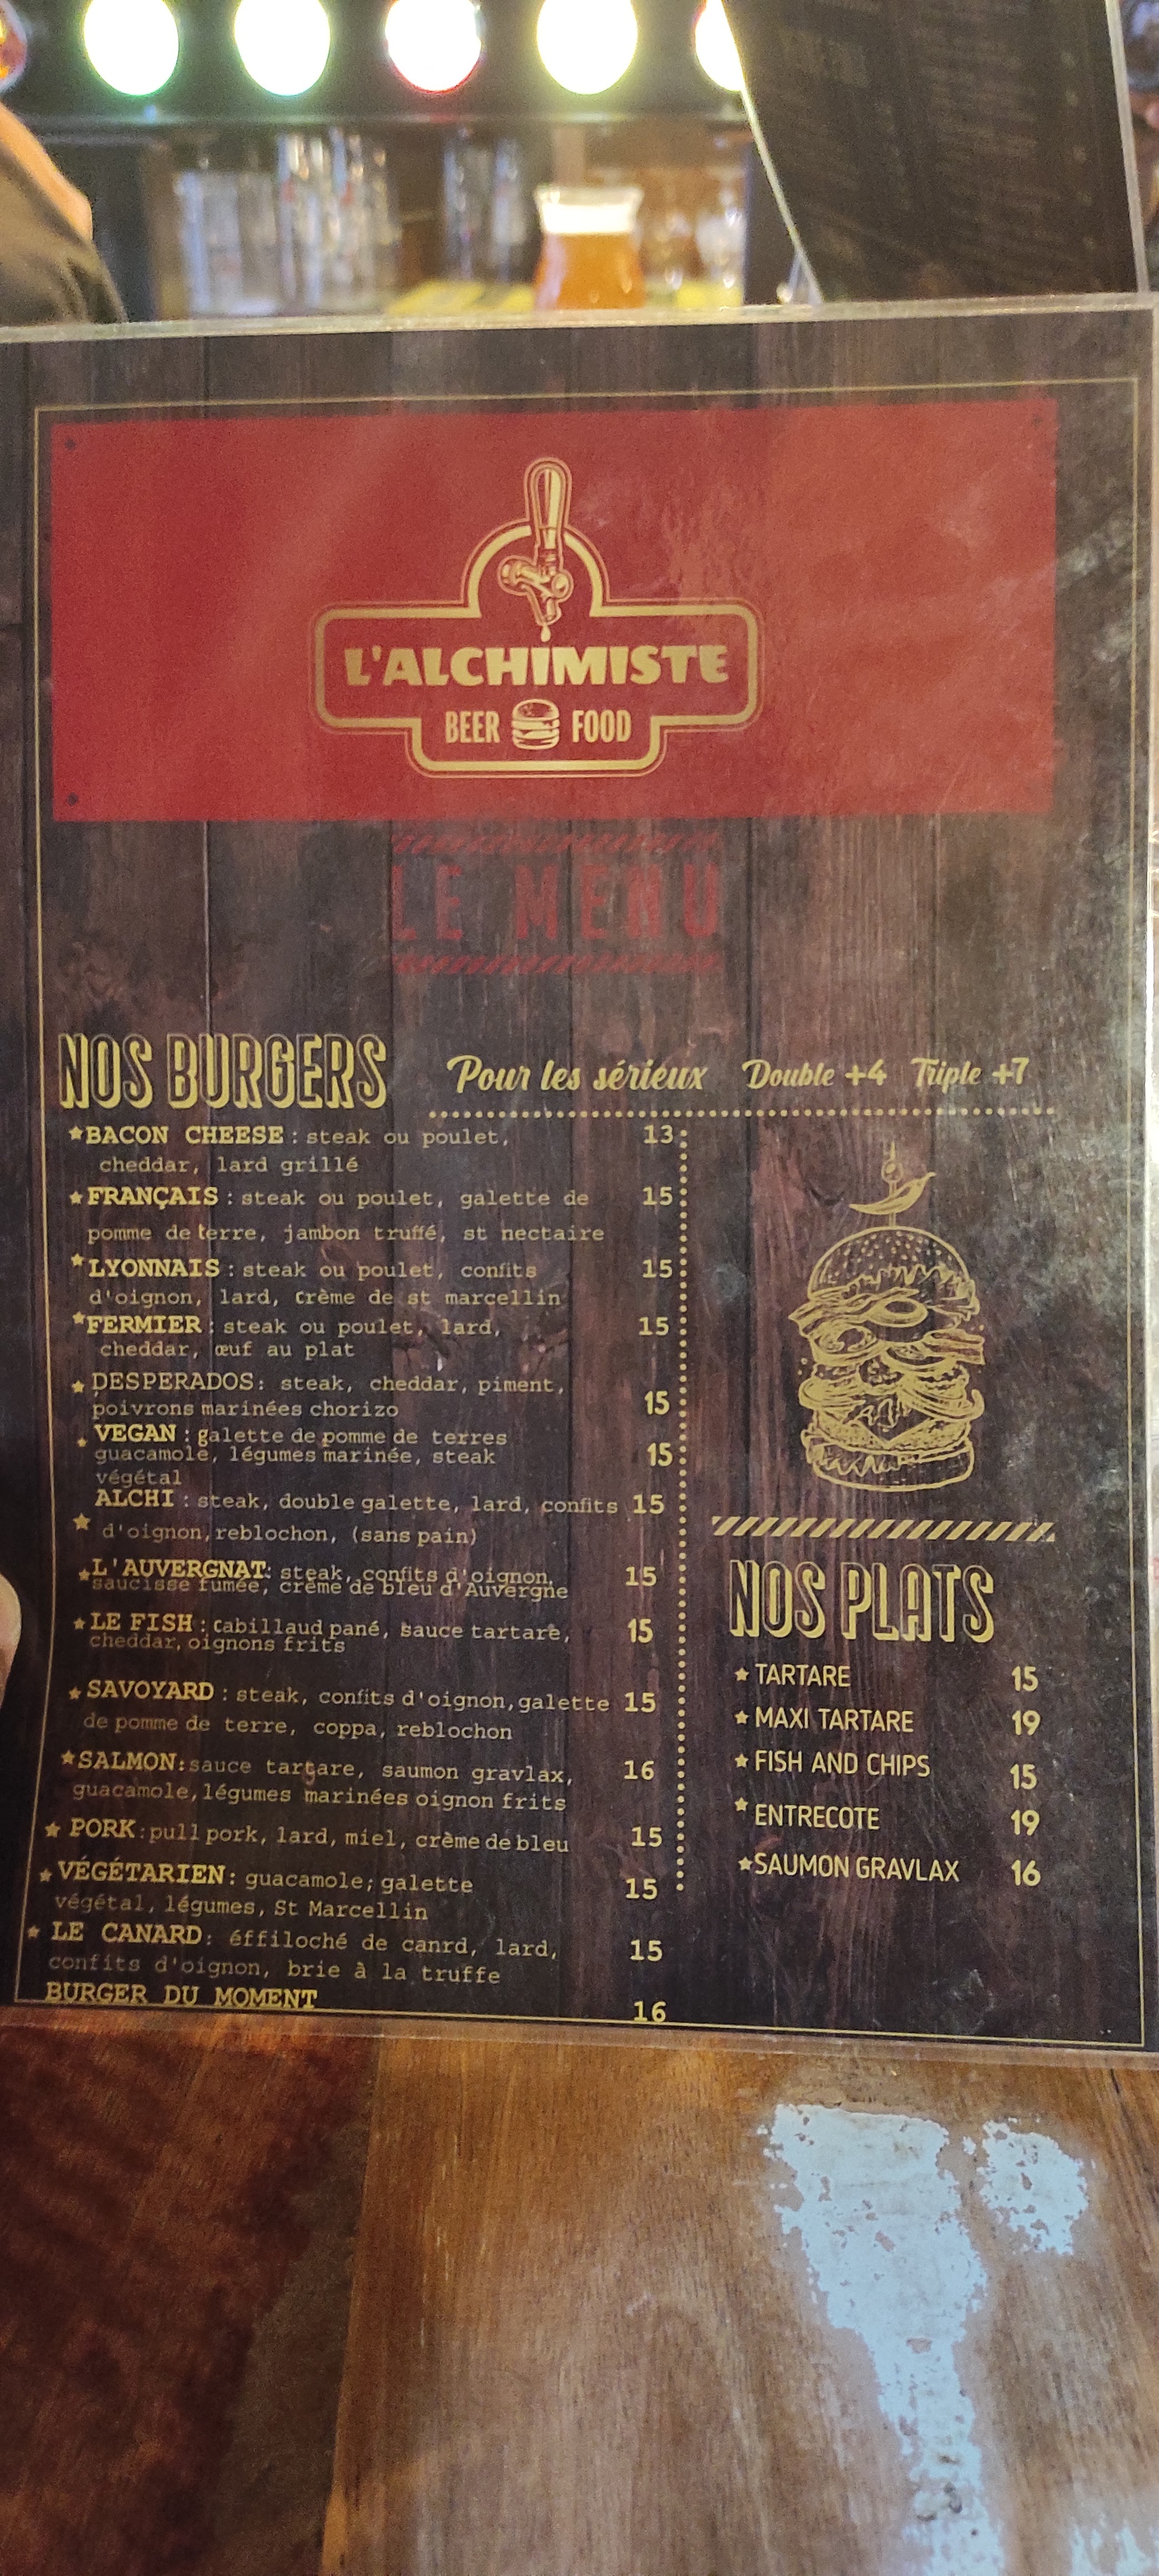 L'ALCHIMISTE
BEER FOOD
LE MENU
NOS BURGERS
Pour les sérieux Double +4 Triple +7
BACON CHEESE : steak ou poulet, 13
cheddar, lard grillé
FRANÇAIS : steak ou poulet, galette de 15
pomme de terre, jambon truffé, st nectaire
LYONNAIS : steak ou poulet, confits 15
d'oignon, lard, crème de st marcellin
FERMIER : steak ou poulet, lard, 15
cheddar, œuf au plat
DESPERADOS: steak, cheddar, piment,
poivrons marinées chorizo 15
VEGAN : galette de pomme de terres
guacamole, légumes marinée, steak 15
végétal
ALCHI : steak, double galette, lard, confits 15
d'oignon, reblochon, (sans pain)
L'AUVERGNAT: steak, confits d'oignon, 15
saucisse fumée, crème de bleu d'Auvergne
LE FISH : cabillaud pané, sauce tartare, 15
cheddar, oignons frits
SAVOYARD : steak, confits d'oignon, galette 15
de pomme de terre, coppa, reblochon
SALMON: sauce tartare, saumon gravlax, 16
guacamole, légumes marinées oignon frits
PORK: pull pork, lard, miel, crème de bleu 15
VÉGÉTARIEN: guacamole; galette 15
végétal, légumes, St Marcellin
LE CANARD: éffiloché de canrd, lard, 15
confits d'oignon, brie à la truffe
BURGER DU MOMENT 16
NOS PLATS
TARTARE 15
MAXI TARTARE 19
FISH AND CHIPS 15
ENTRECOTE 19
SAUMON GRAVLAX 16